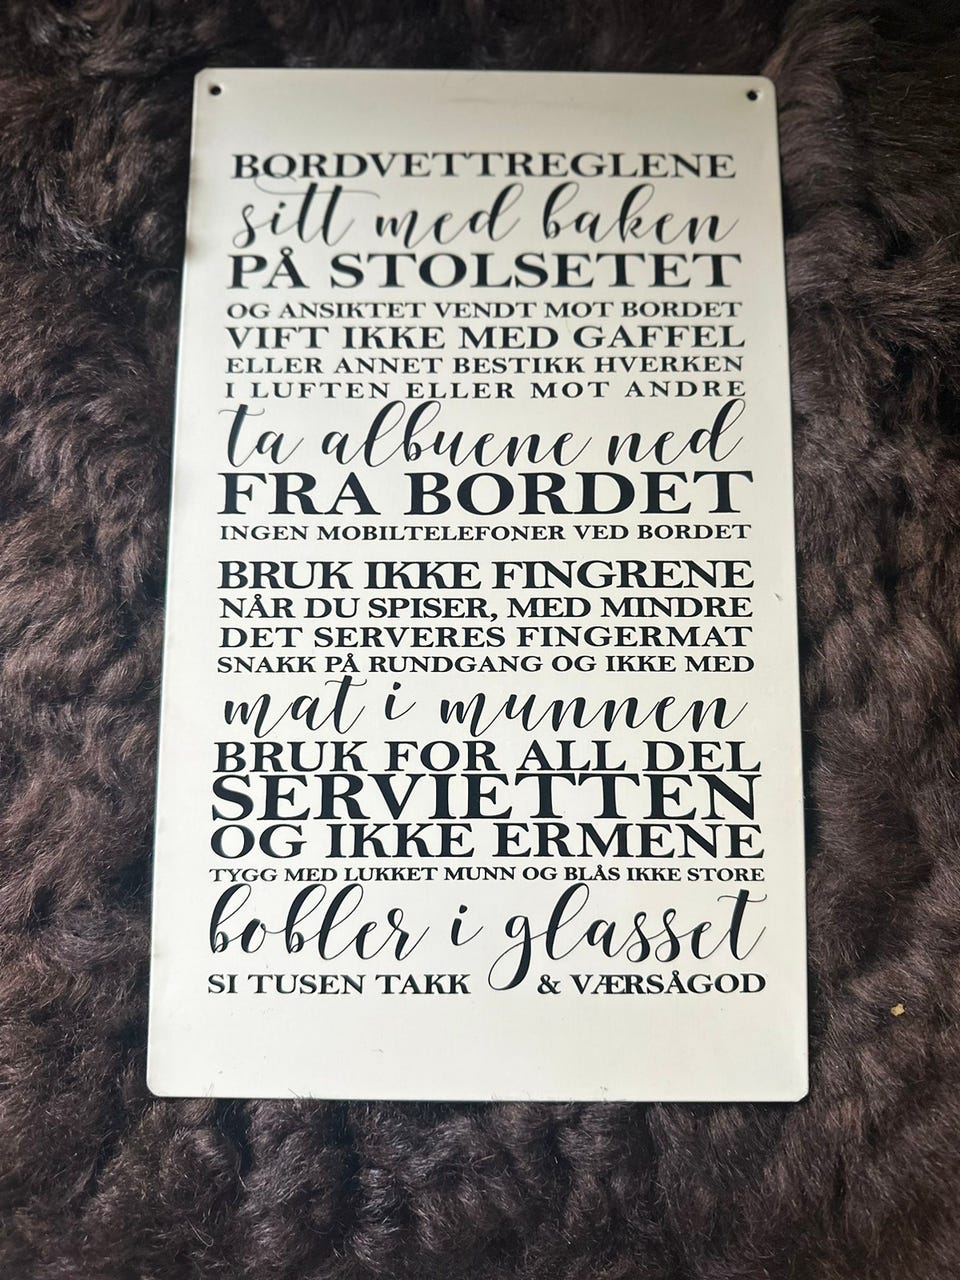 BORDVETTREGLENE
sitt med baken
PÅ STOLSETET
OG ANSIKTET VENDT MOT BORDET
VIFT IKKE MED GAFFEL
ELLER ANNET BESTIKK HVERKEN
I LUFTEN ELLER MOT ANDRE
ta albuene ned
FRA BORDET
INGEN MOBILTELEFONER VED BORDET
BRUK IKKE FINGRENE
NÅR DU SPISER, MED MINDRE
DET SERVERES FINGERMAT
SNAKK PÅ RUNDGANG OG IKKE MED
mat i munnen
BRUK FOR ALL DEL
SERVIETTEN
OG IKKE ERMENE
TYGG MED LUKKET MUNN OG BLÅS IKKE STORE
bobler i glasset
SI TUSEN TAKK & VÆRSÅGOD